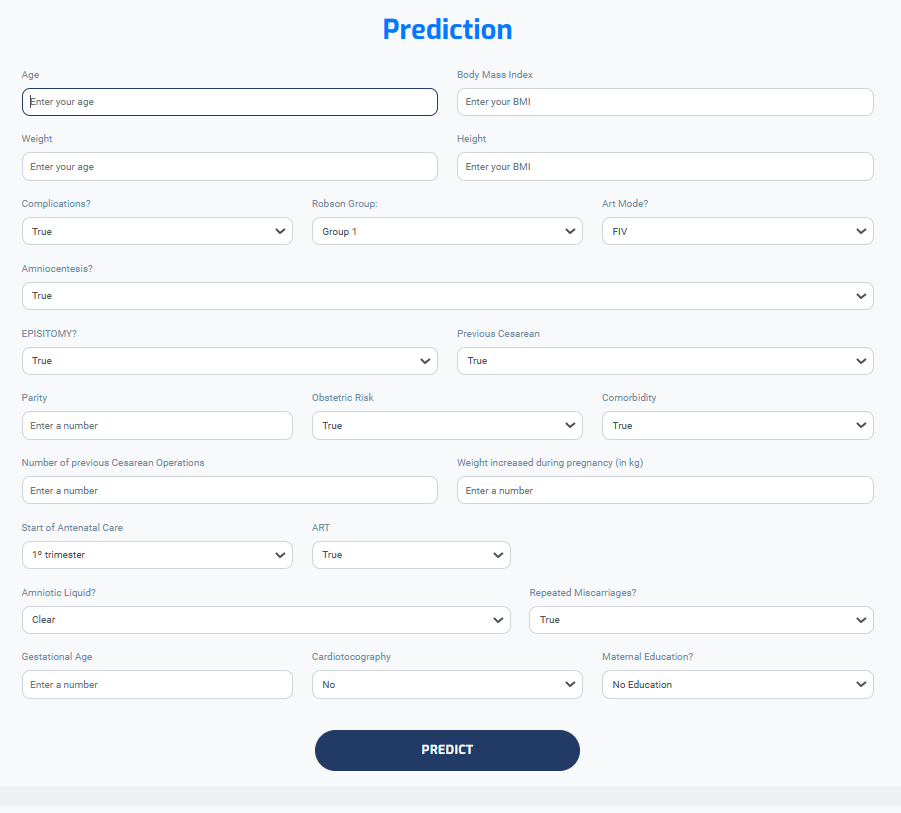 Prediction
Age Body Mass Index
Enter your age Enter your BMI
Weight Height
Enter your age Enter your BMI
Complications? Robson Group: Art Mode?
True Group 1 FIV
Amniocentesis?
True
EPISITOMY? Previous Cesarean
True True
Parity Obstetric Risk Comorbidity
Enter a number True True
Number of previous Cesarean Operations Weight increased during pregnancy (in kg)
Enter a number Enter a number
Start of Antenatal Care ART
1º trimester True
Amniotic Liquid? Repeated Miscarriages?
Clear True
Gestational Age Cardiotocography Maternal Education?
Enter a number No No Education
PREDICT